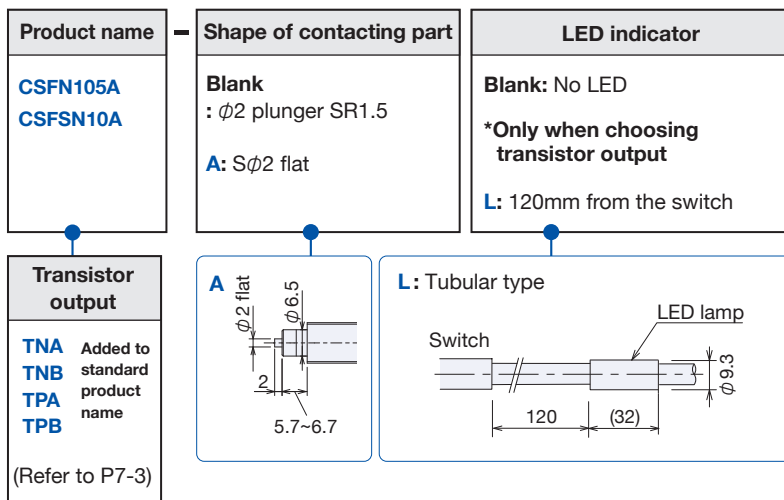 Product name
CSFN105A
CSFSN10A
–
Shape of contacting part
Blank
: φ2 plunger SR1.5
A: Sφ2 flat
LED indicator
Blank: No LED
*Only when choosing
transistor output
L: 120mm from the switch
Transistor
output
TNA
TNB
TPA
TPB
Added to
standard
product
name
(Refer to P7-3)
A
φ2 flat
φ6.5
2
5.7~6.7
L: Tubular type
LED lamp
Switch
φ9.3
120
(32)